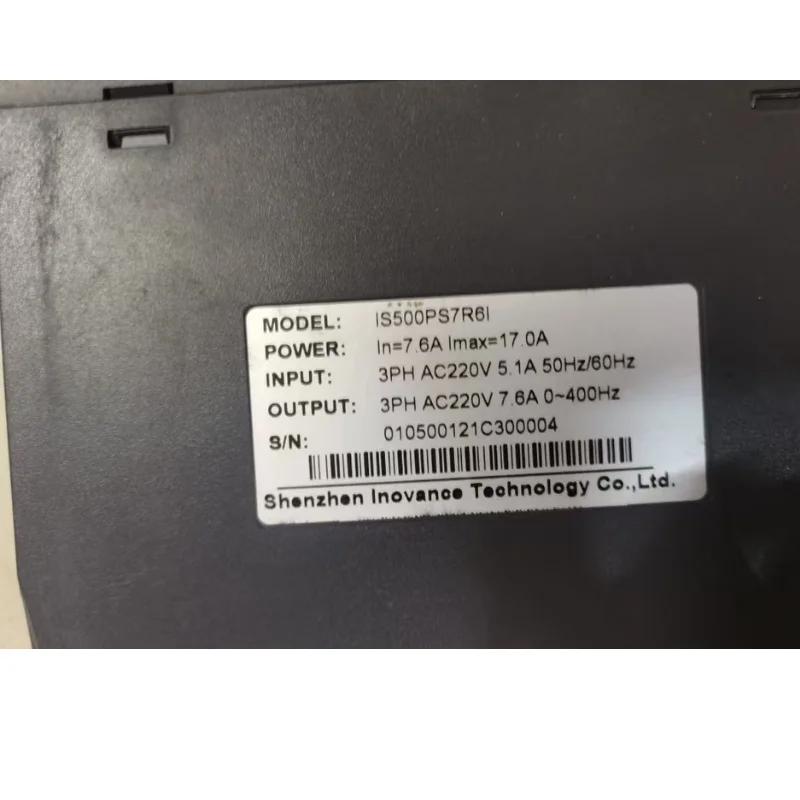 MODEL: IS500PS7R6I
POWER: In=7.6A Imax=17.0A
INPUT: 3PH AC220V 5.1A 50Hz/60Hz
OUTPUT: 3PH AC220V 7.6A 0~400Hz
S/N: 010500121C300004
Shenzhen Inovance Technology Co.,Ltd.